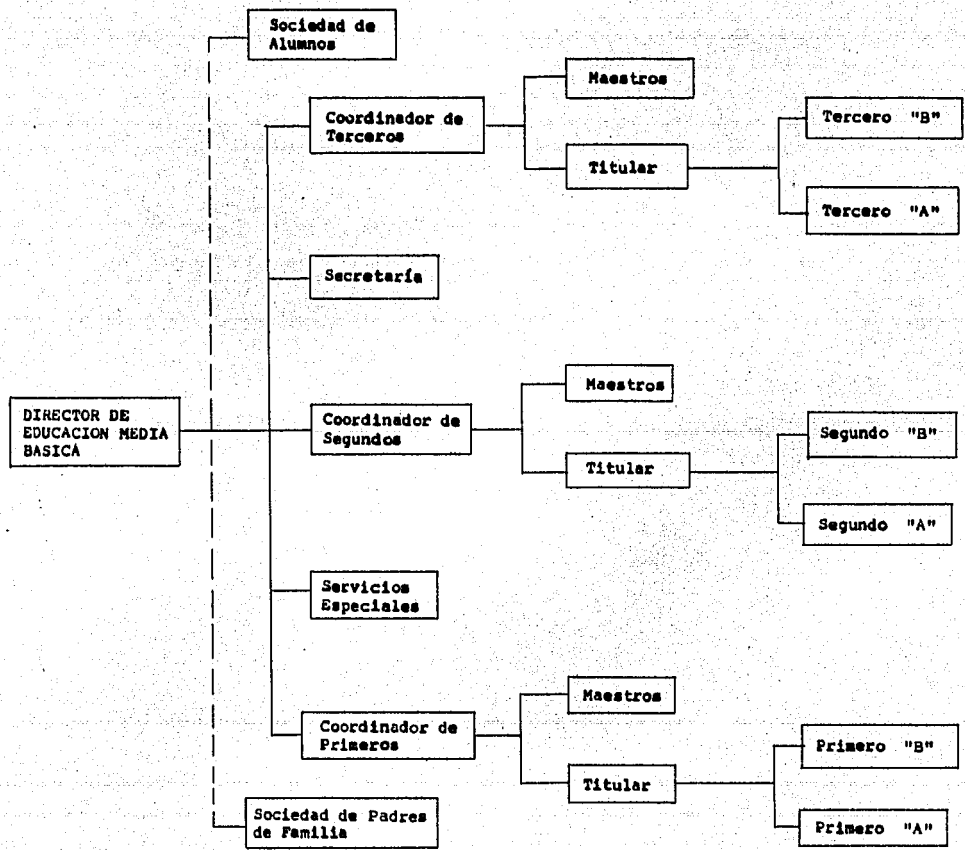 Sociedad de
Alumnos
Coordinador de
Terceros
Maestros
Titular
Tercero "B"
Tercero "A"
Secretaría
DIRECTOR DE
EDUCACION MEDIA
BASICA
Coordinador de
Segundos
Maestros
Titular
Segundo "B"
Segundo "A"
Servicios
Especiales
Coordinador de
Primeros
Maestros
Titular
Primero "B"
Primero "A"
Sociedad de Padres
de Familia